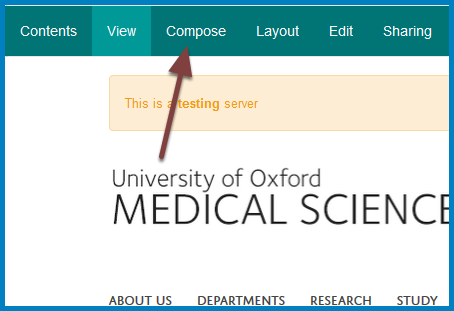 Contents View Compose Layout Edit Sharing
This is a testing server
University of Oxford
MEDICAL SCIENCE
ABOUT US DEPARTMENTS RESEARCH STUDY